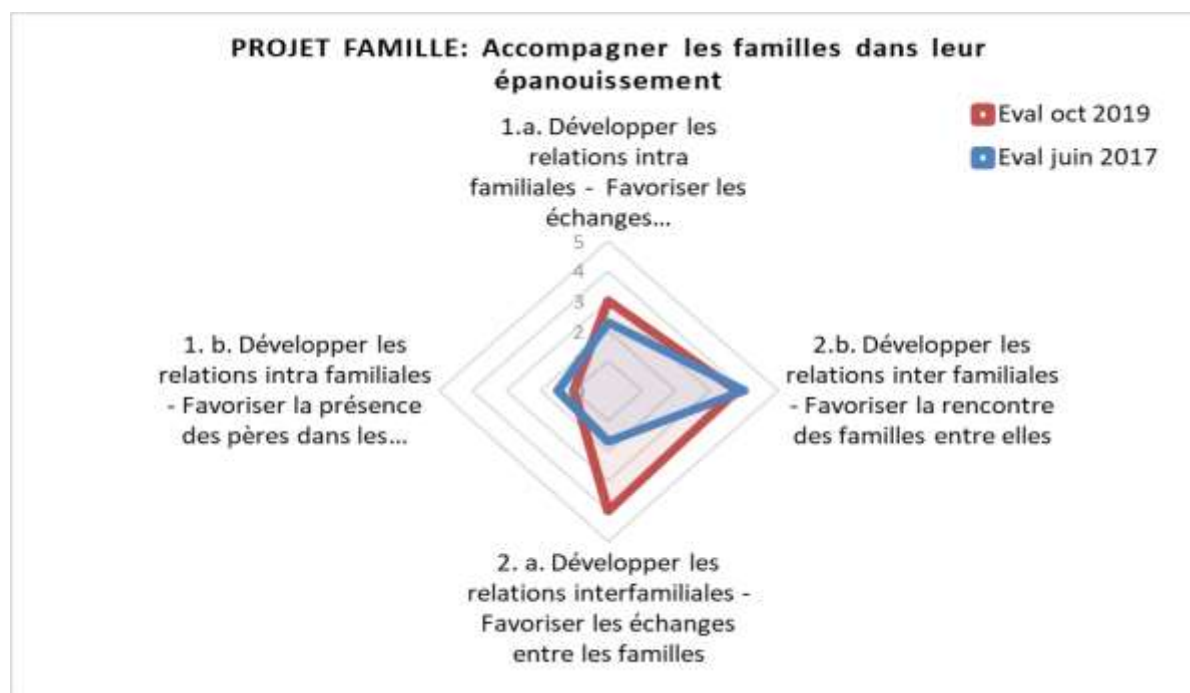 PROJET FAMILLE: Accompagner les familles dans leur
épanouissement
Eval oct 2019
Eval juin 2017
1.a. Développer les
relations intra
familiales - Favoriser les
échanges...
5
4
3
2
1. b. Développer les
relations intra familiales
- Favoriser la présence
des pères dans les...
2.b. Développer les
relations inter familiales
- Favoriser la rencontre
des familles entre elles
2. a. Développer les
relations interfamiliales -
Favoriser les échanges
entre les familles